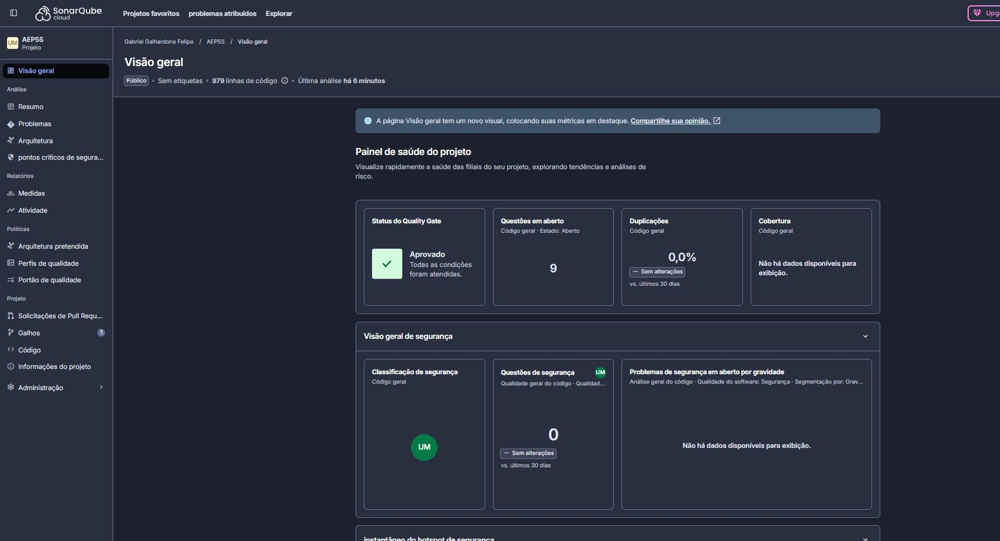 SonarQube
cloud
Projetos favoritos
problemas atribuídos
Explorar
UM
AEP5S
Projeto
Visão geral
Análise
Resumo
Problemas
Arquitetura
pontos críticos de segura...
Relatórios
Medidas
Atividade
Políticas
Arquitetura pretendida
Perfis de qualidade
Portão de qualidade
Projeto
Solicitações de Pull Requ...
Galhos 1
Código
Informações do projeto
Administração
Gabriel Galhardone Felipe / AEP5S / Visão geral
Visão geral
Público • Sem etiquetas • 979 linhas de código • Última análise há 6 minutos
A página Visão geral tem um novo visual, colocando suas métricas em destaque. Compartilhe sua opinião.
Painel de saúde do projeto
Visualize rapidamente a saúde das filiais do seu projeto, explorando tendências e análises de
risco.
Status do Quality Gate
Aprovado
Todas as condições
foram atendidas.
Questões em aberto
Código geral · Estado: Aberto
9
Duplicações
Código geral
0,0%
— Sem alterações
vs. últimos 30 dias
Cobertura
Código geral
Não há dados disponíveis para
exibição.
Visão geral de segurança
Classificação de segurança
Código geral
UM
Questões de segurança UM
Qualidade geral do código · Qualidad...
0
— Sem alterações
vs. últimos 30 dias
Problemas de segurança em aberto por gravidade
Análise geral do código · Qualidade do software: Segurança · Segmentação por: Grav...
Não há dados disponíveis para exibição.
instantâneo do hotspot de segurança